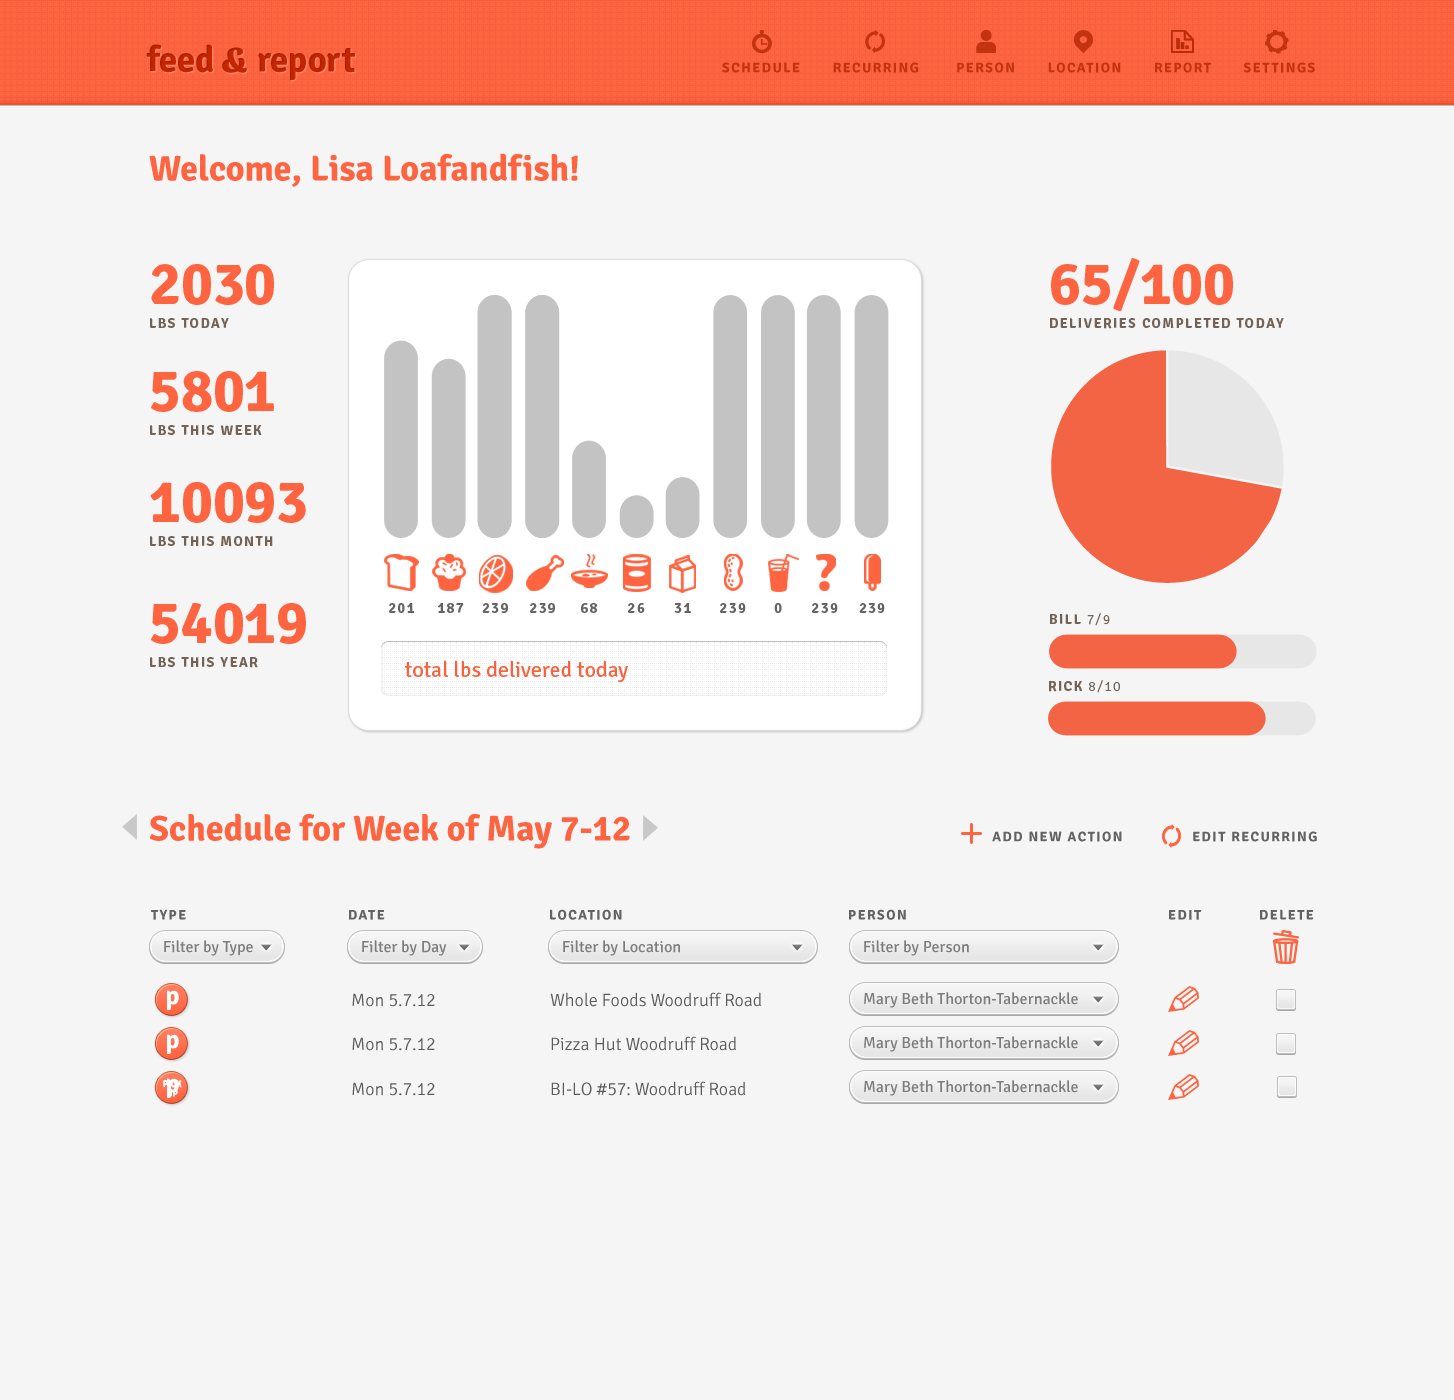 feed & report
SCHEDULE RECURRING PERSON LOCATION REPORT SETTINGS
Welcome, Lisa Loafandfish!
2030
LBS TODAY
5801
LBS THIS WEEK
10093
LBS THIS MONTH
54019
LBS THIS YEAR
201 187 239 239 68 26 31 239 0 239 239
total lbs delivered today
65/100
DELIVERIES COMPLETED TODAY
BILL 7/9
RICK 8/10
Schedule for Week of May 7-12
ADD NEW ACTION EDIT RECURRING
TYPE DATE LOCATION PERSON EDIT DELETE
Filter by Type Filter by Day Filter by Location Filter by Person
p Mon 5.7.12 Whole Foods Woodruff Road Mary Beth Thorton-Tabernackle
p Mon 5.7.12 Pizza Hut Woodruff Road Mary Beth Thorton-Tabernackle
Mon 5.7.12 BI-LO #57: Woodruff Road Mary Beth Thorton-Tabernackle